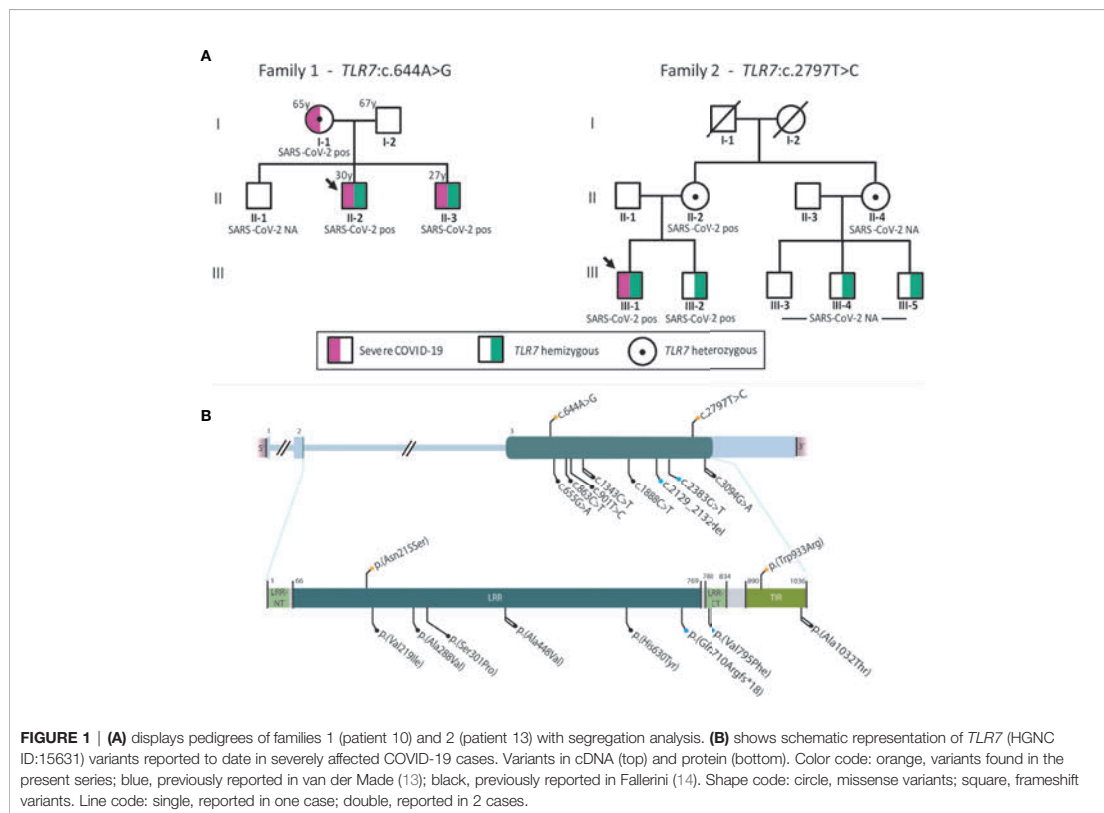 A
Family 1 - TLR7:c.644A>G
Family 2 - TLR7:c.2797T>C
I
65y
67y
I-1
I-2
SARS-CoV-2 pos
II
30y
27y
II-1
II-2
II-3
SARS-CoV-2 NA
SARS-CoV-2 pos
SARS-CoV-2 pos
III
I
I-1
I-2
II
II-1
II-2
II-3
II-4
SARS-CoV-2 pos
SARS-CoV-2 NA
III
III-1
III-2
III-3
III-4
III-5
SARS-CoV-2 pos
SARS-CoV-2 pos
SARS-CoV-2 NA
Severe COVID-19
TLR7 hemizygous
TLR7 heterozygous
B
c.644A>G
c.2797T>C
1
2
3
c.655G>A
c.863C>T
c.901T>C
c.1343C>T
c.1888C>T
c.2129_2132del
c.2383C>T
c.3094G>A
p.(Asn215Ser)
p.(Trp933Arg)
66
769
834
890
1036
LRR-NT
LRR
LRR-CT
TIR
p.(Val219Ile)
p.(Ala288Val)
p.(Ser301Pro)
p.(Ala448Val)
p.(His630Tyr)
p.(Gln710Argfs*18)
p.(Val795Phe)
p.(Ala1032Thr)
FIGURE 1 | (A) displays pedigrees of families 1 (patient 10) and 2 (patient 13) with segregation analysis. (B) shows schematic representation of TLR7 (HGNC
ID:15631) variants reported to date in severely affected COVID-19 cases. Variants in cDNA (top) and protein (bottom). Color code: orange, variants found in the
present series; blue, previously reported in van der Made (13); black, previously reported in Fallerini (14). Shape code: circle, missense variants; square, frameshift
variants. Line code: single, reported in one case; double, reported in 2 cases.